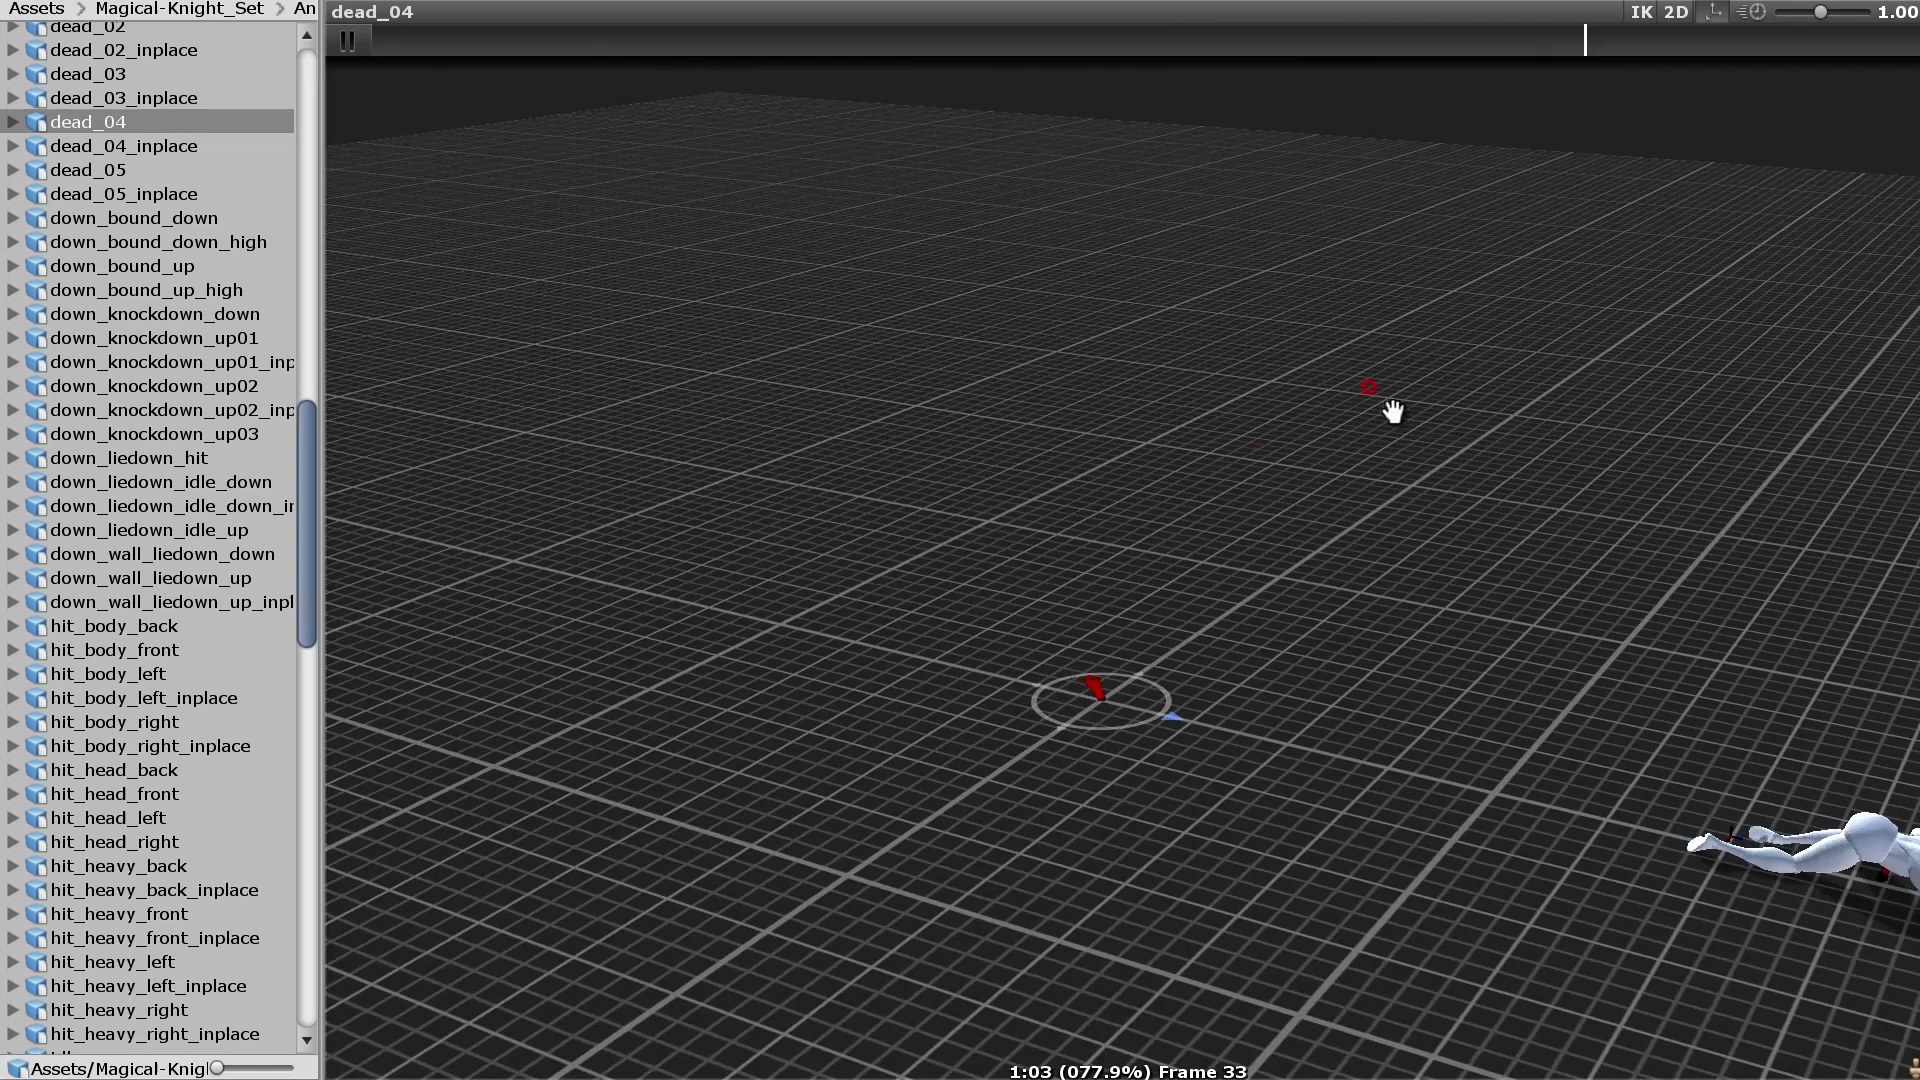 Assets > Magical-Knight_Set > An
dead_04
IK 2D 1.00
dead_02
dead_02_inplace
dead_03
dead_03_inplace
dead_04
dead_04_inplace
dead_05
dead_05_inplace
down_bound_down
down_bound_down_high
down_bound_up
down_bound_up_high
down_knockdown_down
down_knockdown_up01
down_knockdown_up01_inp
down_knockdown_up02
down_knockdown_up02_inp
down_knockdown_up03
down_liedown_hit
down_liedown_idle_down
down_liedown_idle_down_ir
down_liedown_idle_up
down_wall_liedown_down
down_wall_liedown_up
down_wall_liedown_up_inpl
hit_body_back
hit_body_front
hit_body_left
hit_body_left_inplace
hit_body_right
hit_body_right_inplace
hit_head_back
hit_head_front
hit_head_left
hit_head_right
hit_heavy_back
hit_heavy_back_inplace
hit_heavy_front
hit_heavy_front_inplace
hit_heavy_left
hit_heavy_left_inplace
hit_heavy_right
hit_heavy_right_inplace
Assets/Magical-Knig
1:03 (077.9%) Frame 33